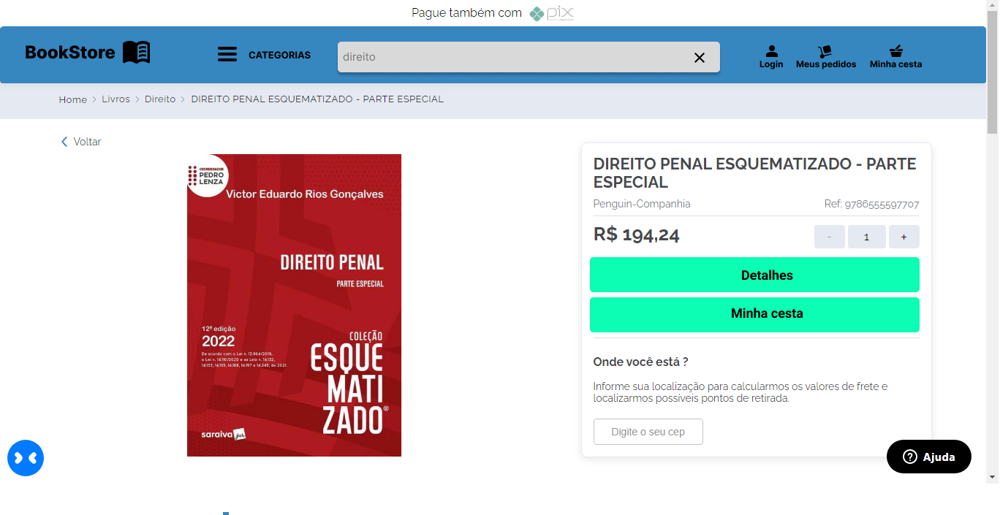 Pague também com pix
BookStore
CATEGORIAS
direito
Login
Meus pedidos
Minha cesta
Home > Livros > Direito > DIREITO PENAL ESQUEMATIZADO - PARTE ESPECIAL
Voltar
COORDENADOR
PEDRO
LENZA
Victor Eduardo Rios Gonçalves
DIREITO PENAL
PARTE ESPECIAL
12ª edição
2022
De acordo com a Lei n. 13.964/2019,
a Lei n. 14.110/2020 e as Leis n. 14.132,
14.133, 14.155, 14.188, 14.197 e 14.245, de 2021.
COLEÇÃO
ESQUE
MATI
ZADO®
saraiva jur
DIREITO PENAL ESQUEMATIZADO - PARTE
ESPECIAL
Penguin-Companhia
Ref: 9786555597707
R$ 194,24
- 1 +
Detalhes
Minha cesta
Onde você está ?
Informe sua localização para calcularmos os valores de frete e
localizarmos possíveis pontos de retirada.
Digite o seu cep
Ajuda